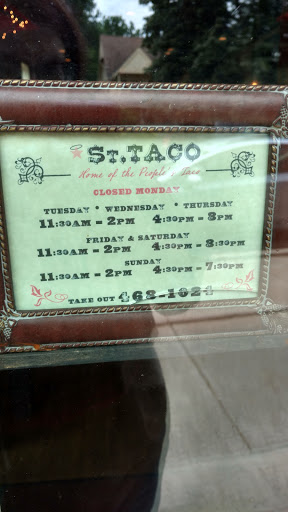 ST. TACO
Home of the People's Taco
CLOSED MONDAY
TUESDAY * WEDNESDAY * THURSDAY
11:30AM - 2PM 4:30PM - 8PM
FRIDAY & SATURDAY
11:30AM - 2PM 4:30PM - 8:30PM
SUNDAY
11:30AM - 2PM 4:30PM - 7:30PM
TAKE OUT 462-1024